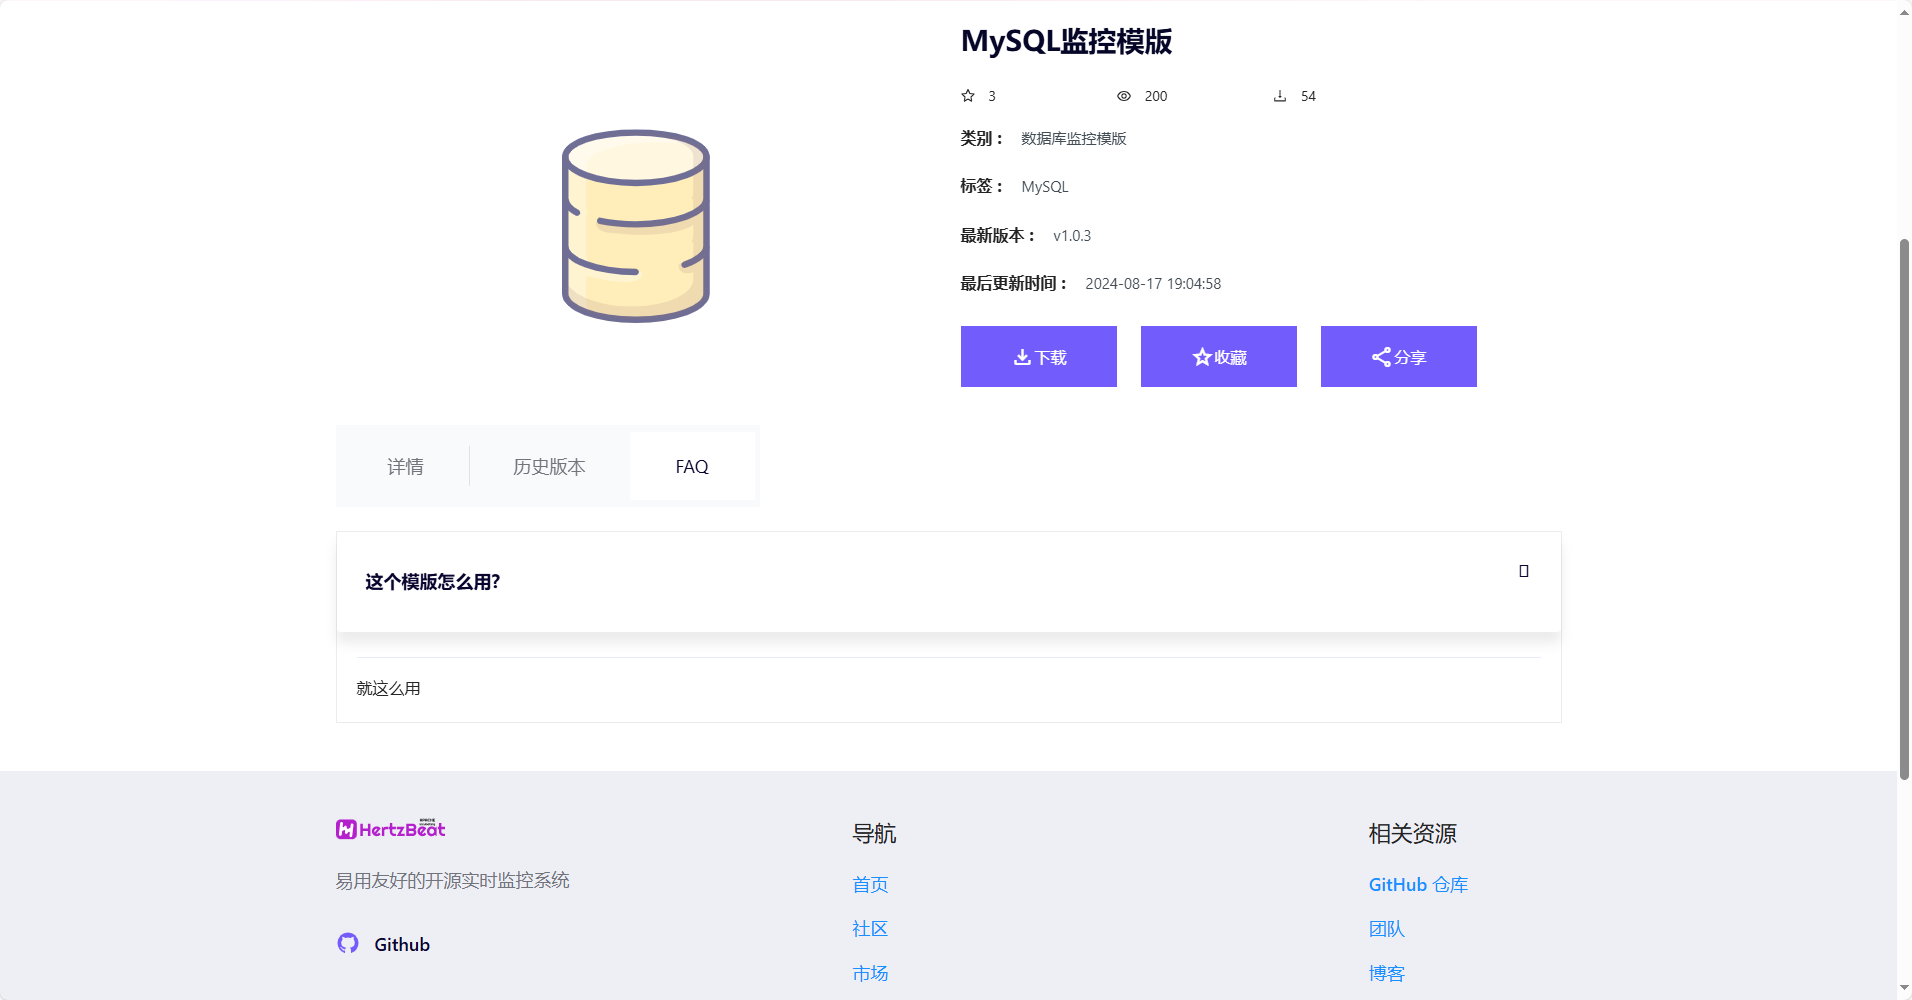 MySQL监控模版
3 200 54
类别： 数据库监控模版
标签： MySQL
最新版本： v1.0.3
最后更新时间： 2024-08-17 19:04:58
下载 收藏 分享
详情 历史版本 FAQ
这个模版怎么用?
就这么用
HertzBeat
易用友好的开源实时监控系统
Github
导航
首页
社区
市场
相关资源
GitHub 仓库
团队
博客